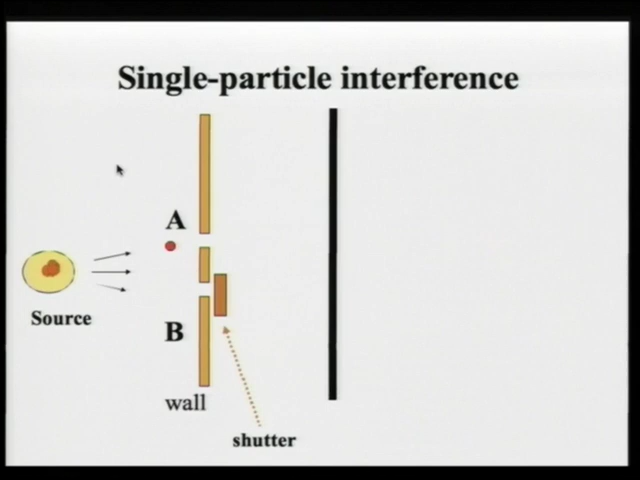 Single-particle interference
A
Source
B
wall
shutter